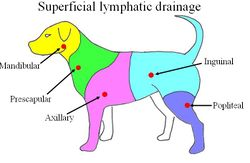 Superficial lymphatic drainage
Mandibular
Inguinal
Prescapular
Popliteal
Axillary